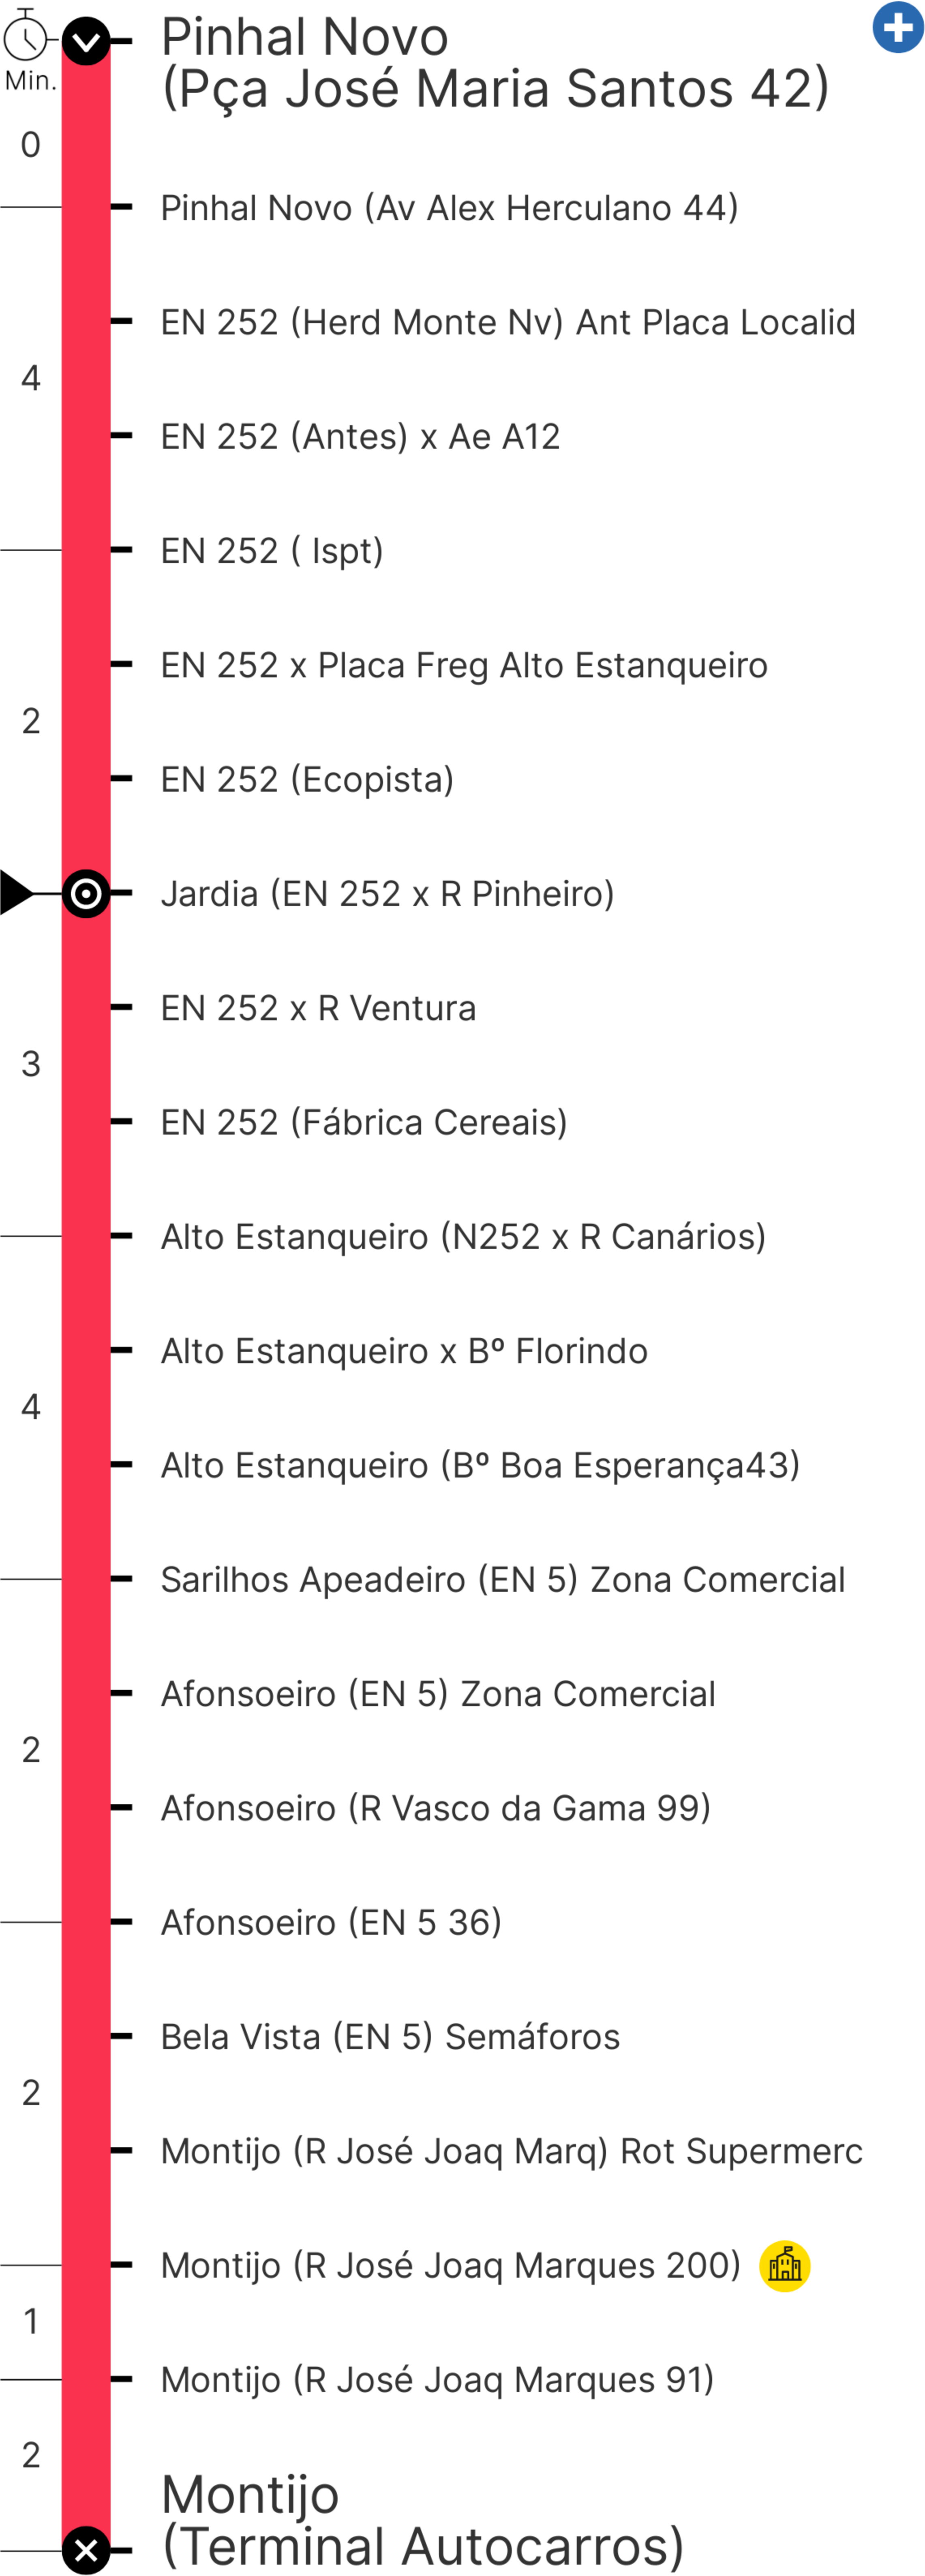 Pinhal Novo
(Pça José Maria Santos 42)
Min.
0
Pinhal Novo (Av Alex Herculano 44)
EN 252 (Herd Monte Nv) Ant Placa Localid
4
EN 252 (Antes) x Ae A12
EN 252 ( Ispt)
EN 252 x Placa Freg Alto Estanqueiro
2
EN 252 (Ecopista)
Jardia (EN 252 x R Pinheiro)
EN 252 x R Ventura
3
EN 252 (Fábrica Cereais)
Alto Estanqueiro (N252 x R Canários)
Alto Estanqueiro x Bº Florindo
4
Alto Estanqueiro (Bº Boa Esperança43)
Sarilhos Apeadeiro (EN 5) Zona Comercial
Afonsoeiro (EN 5) Zona Comercial
2
Afonsoeiro (R Vasco da Gama 99)
Afonsoeiro (EN 5 36)
Bela Vista (EN 5) Semáforos
2
Montijo (R José Joaq Marq) Rot Supermerc
Montijo (R José Joaq Marques 200)
1
Montijo (R José Joaq Marques 91)
2
Montijo
(Terminal Autocarros)